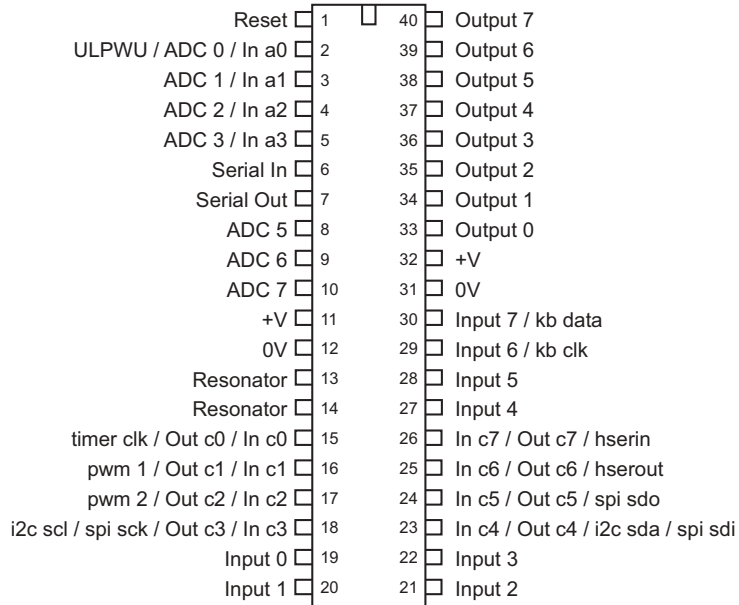 Reset 1 40 Output 7
ULPWU / ADC 0 / In a0 2 39 Output 6
ADC 1 / In a1 3 38 Output 5
ADC 2 / In a2 4 37 Output 4
ADC 3 / In a3 5 36 Output 3
Serial In 6 35 Output 2
Serial Out 7 34 Output 1
ADC 5 8 33 Output 0
ADC 6 9 32 +V
ADC 7 10 31 0V
+V 11 30 Input 7 / kb data
0V 12 29 Input 6 / kb clk
Resonator 13 28 Input 5
Resonator 14 27 Input 4
timer clk / Out c0 / In c0 15 26 In c7 / Out c7 / hserin
pwm 1 / Out c1 / In c1 16 25 In c6 / Out c6 / hserout
pwm 2 / Out c2 / In c2 17 24 In c5 / Out c5 / spi sdo
i2c scl / spi sck / Out c3 / In c3 18 23 In c4 / Out c4 / i2c sda / spi sdi
Input 0 19 22 Input 3
Input 1 20 21 Input 2